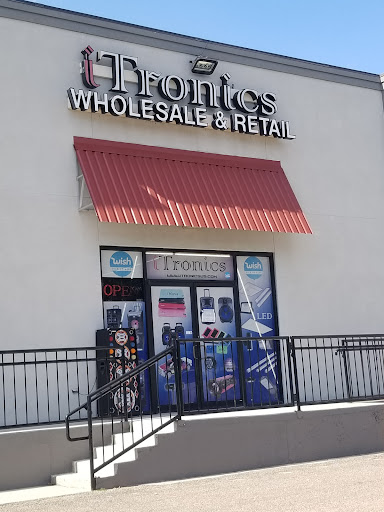 iTronics
WHOLESALE & RETAIL
wish
iTronics
wish
OPEN
LED